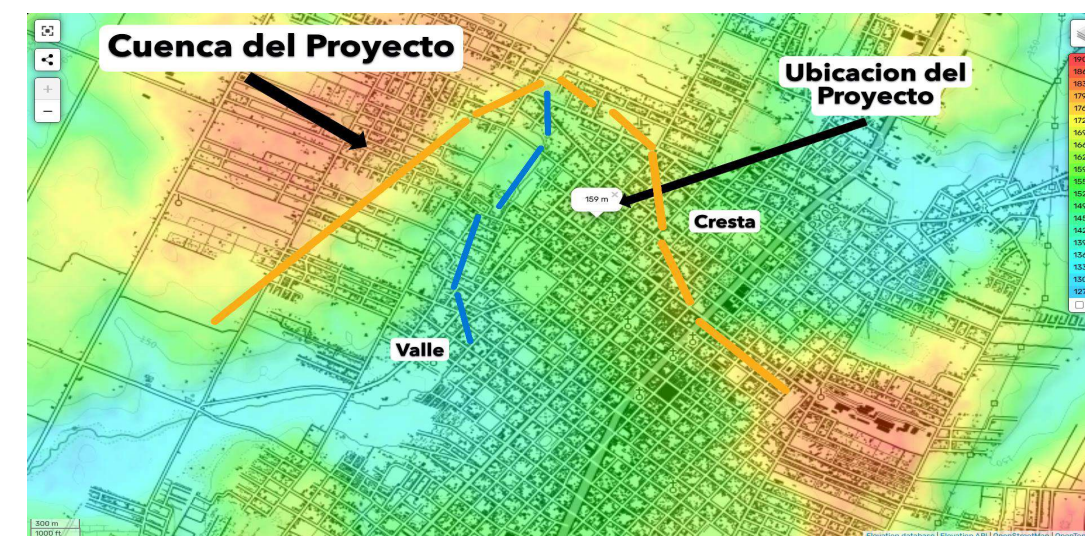 Cuenca del Proyecto
Ubicacion del
Proyecto
159 m
Cresta
Valle
300 m
1000 ft